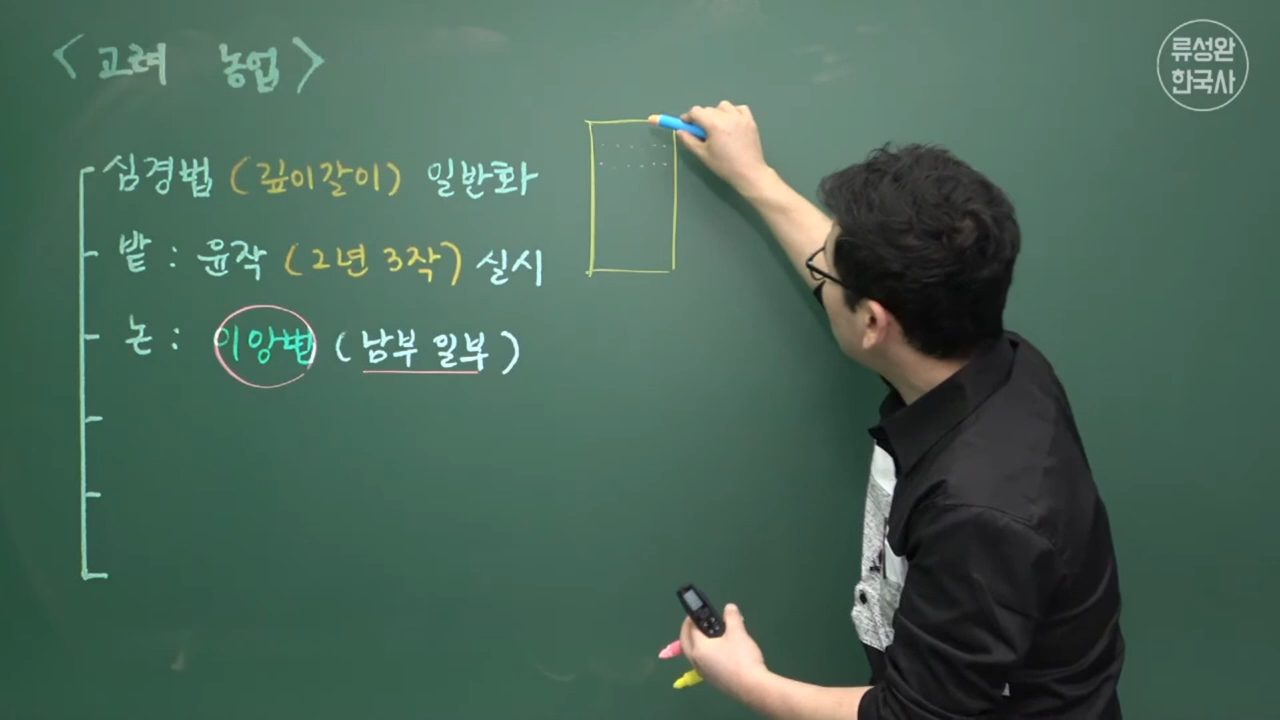 <고려 농업>
심경법 (깊이갈이) 일반화
밭 : 윤작 (2년 3작) 실시
논 : 이앙법 (남부 일부)
류성완
한국사